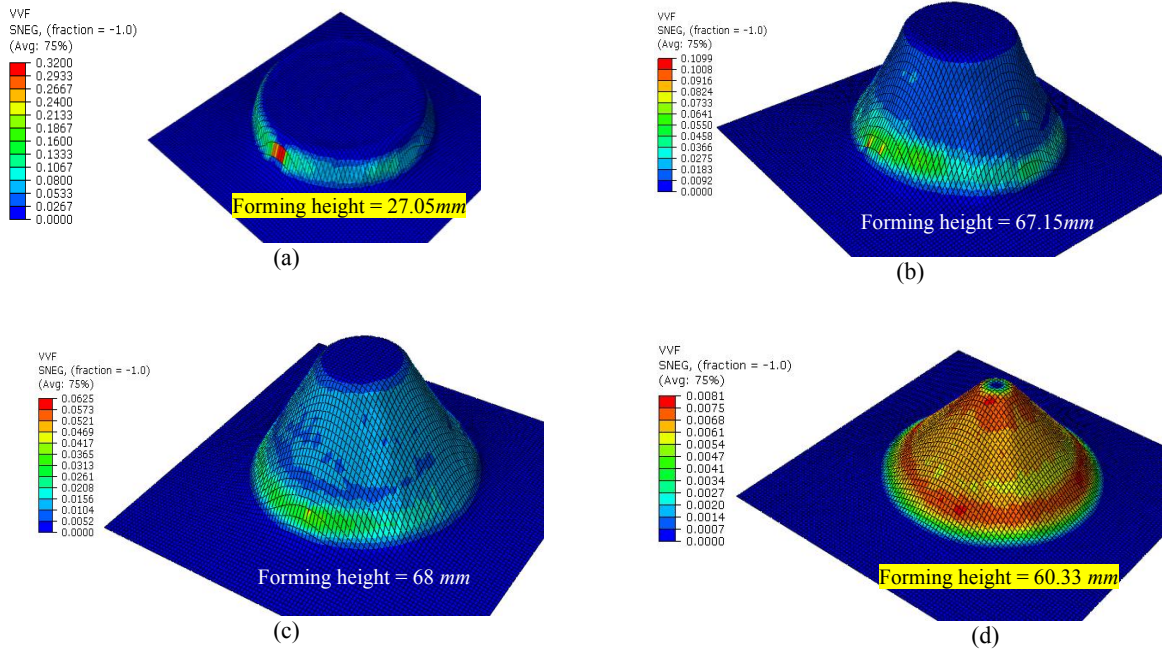 VVF
SNEG, (fraction = -1.0)
(Avg: 75%)
0.3200
0.2933
0.2667
0.2400
0.2133
0.1867
0.1600
0.1333
0.1067
0.0800
0.0533
0.0267
0.0000
Forming height = 27.05mm
(a)
VVF
SNEG, (fraction = -1.0)
(Avg: 75%)
0.1099
0.1008
0.0916
0.0824
0.0733
0.0641
0.0550
0.0458
0.0366
0.0275
0.0183
0.0092
0.0000
Forming height = 67.15mm
(b)
VVF
SNEG, (fraction = -1.0)
(Avg: 75%)
0.0625
0.0573
0.0521
0.0469
0.0417
0.0365
0.0313
0.0261
0.0208
0.0156
0.0104
0.0052
0.0000
Forming height = 68 mm
(c)
VVF
SNEG, (fraction = -1.0)
(Avg: 75%)
0.0081
0.0075
0.0068
0.0061
0.0054
0.0047
0.0041
0.0034
0.0027
0.0020
0.0014
0.0007
0.0000
Forming height = 60.33 mm
(d)